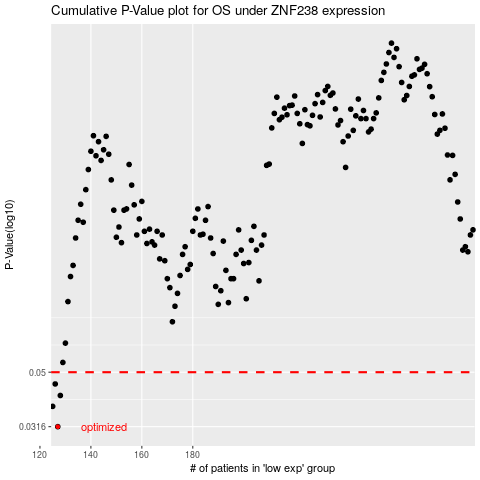 Cumulative P-Value plot for OS under ZNF238 expression
P-Value(log10)
0.05
0.0316
optimized
120 140 160 180
# of patients in 'low exp' group